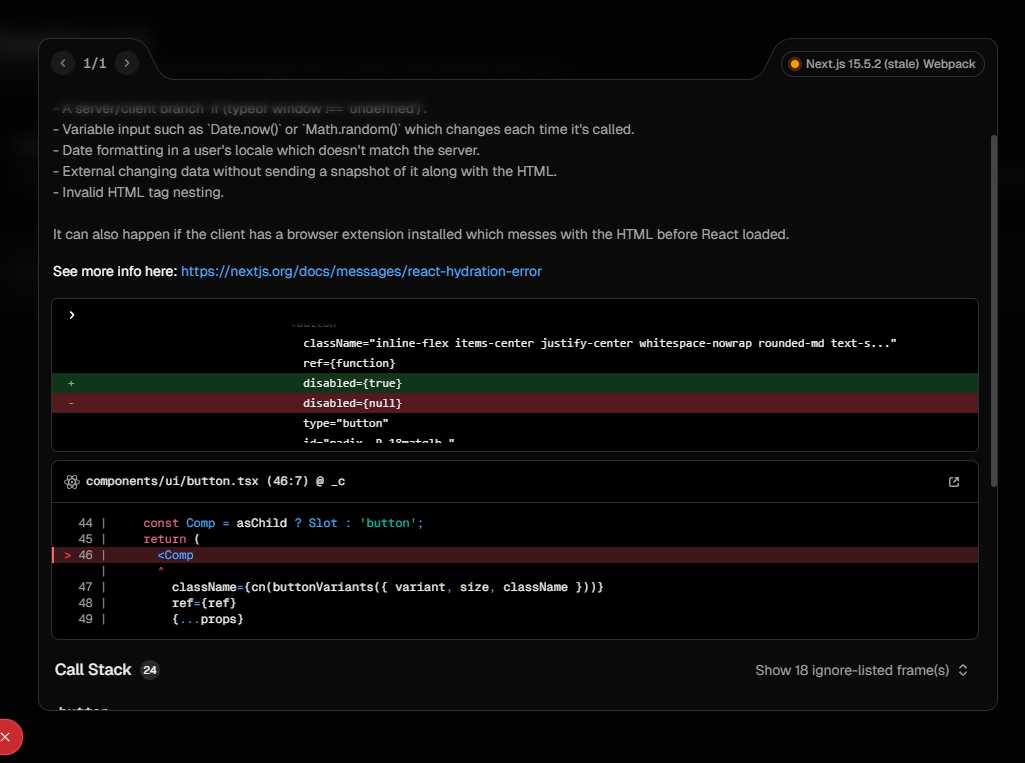 1/1
Next.js 15.5.2 (stale) Webpack
- A server/client branch `if (typeof window !== 'undefined')`.
- Variable input such as `Date.now()` or `Math.random()` which changes each time it's called.
- Date formatting in a user's locale which doesn't match the server.
- External changing data without sending a snapshot of it along with the HTML.
- Invalid HTML tag nesting.
It can also happen if the client has a browser extension installed which messes with the HTML before React loaded.
See more info here: https://nextjs.org/docs/messages/react-hydration-error
<button
className="inline-flex items-center justify-center whitespace-nowrap rounded-md text-s..."
ref={function}
+ disabled={true}
- disabled={null}
type="button"
components/ui/button.tsx (46:7) @ _c
44 | const Comp = asChild ? Slot : 'button';
45 | return (
> 46 | <Comp
| ^
47 | className={cn(buttonVariants({ variant, size, className }))}
48 | ref={ref}
49 | {...props}
Call Stack 24
Show 18 ignore-listed frame(s)
button